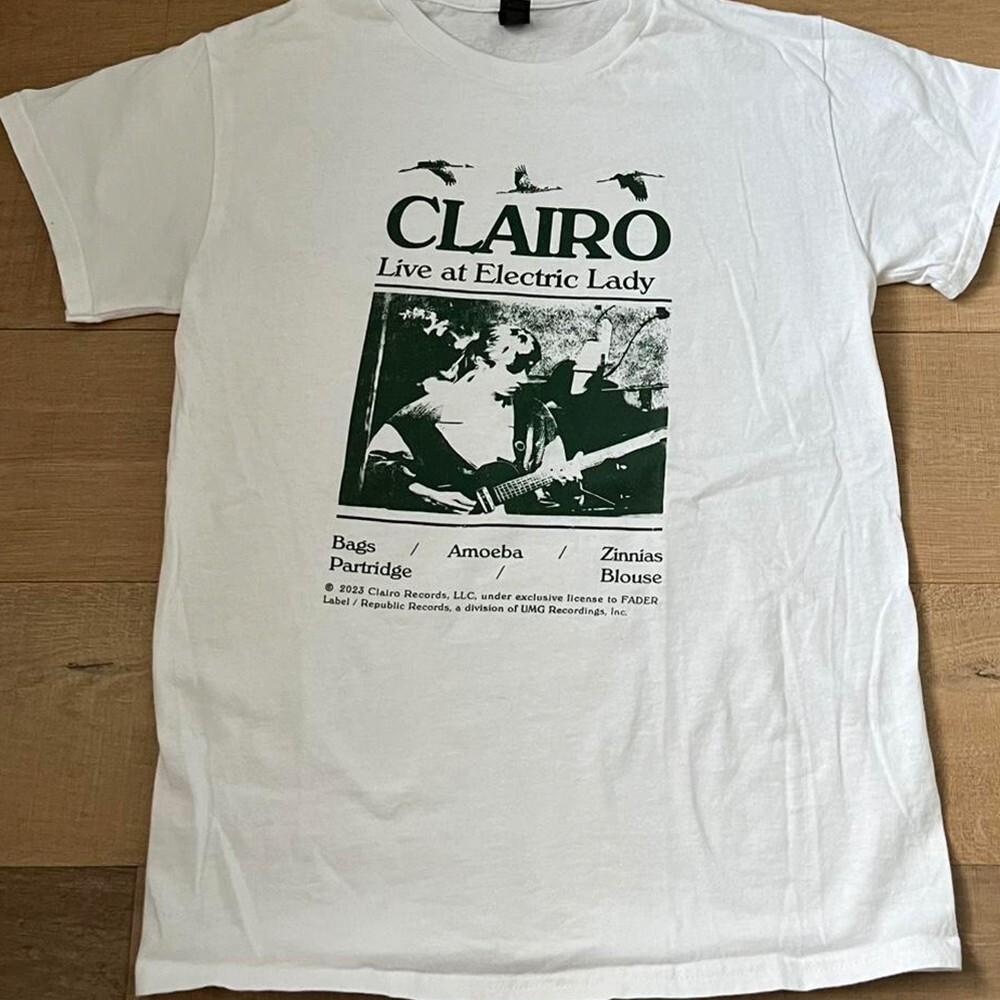 CLAIRO
Live at Electric Lady
Bags / Amoeba / Zinnias
Partridge / Blouse
℗ 2023 Clairo Records, LLC, under exclusive license to FADER
Label / Republic Records, a division of UMG Recordings, Inc.